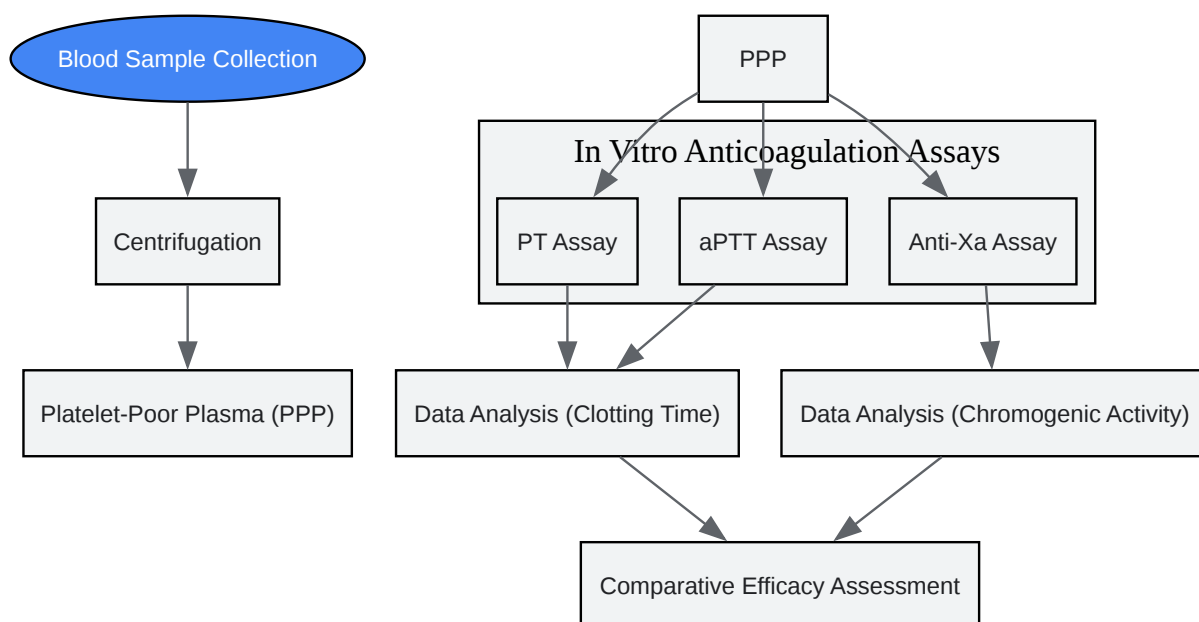 Blood Sample Collection
PPP
In Vitro Anticoagulation Assays
Centrifugation
PT Assay
aPTT Assay
Anti-Xa Assay
Platelet-Poor Plasma (PPP)
Data Analysis (Clotting Time)
Data Analysis (Chromogenic Activity)
Comparative Efficacy Assessment